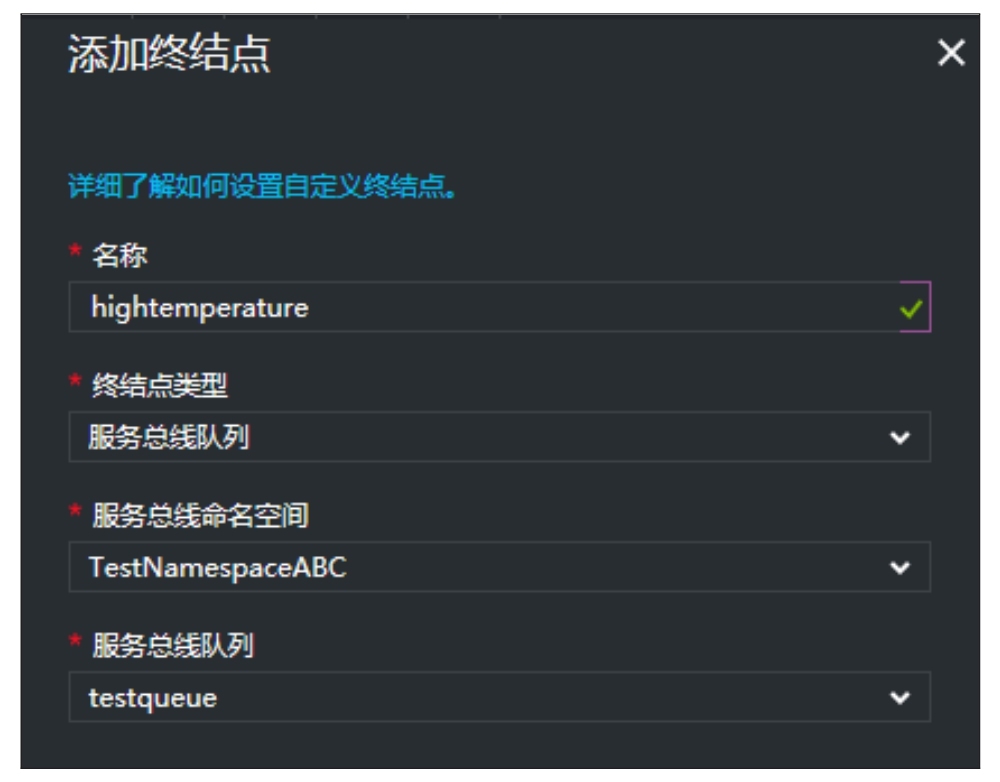 添加终结点
详细了解如何设置自定义终结点。
* 名称
hightemperature
* 终结点类型
服务总线队列
* 服务总线命名空间
TestNamespaceABC
* 服务总线队列
testqueue